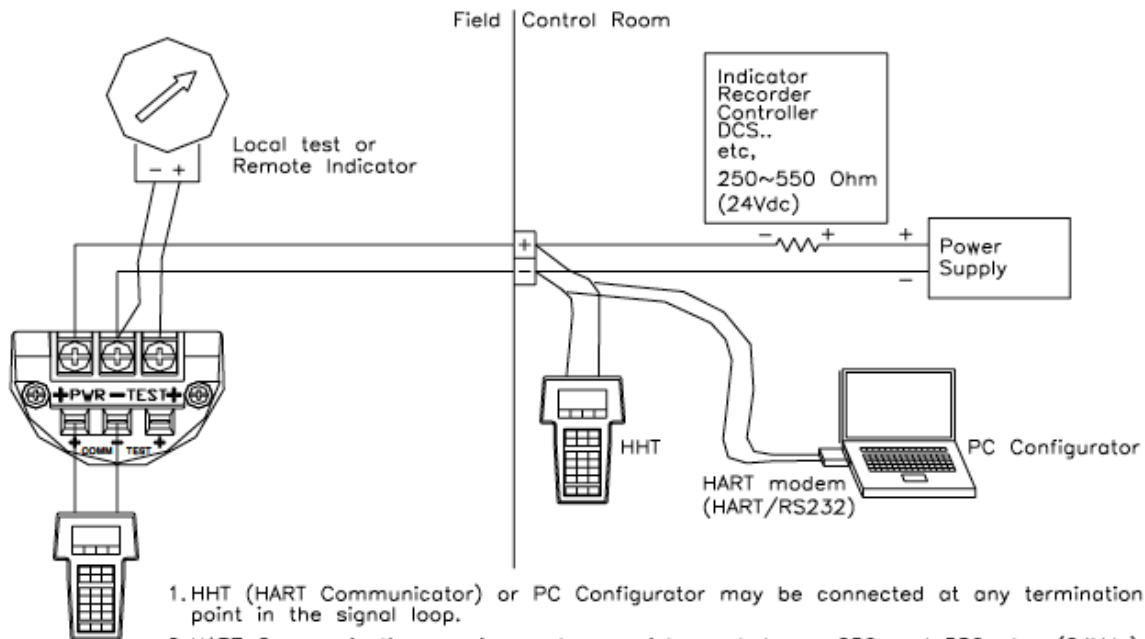 Field Control Room
Indicator
Recorder
Controller
DCS..
etc,
250~550 Ohm
(24Vdc)
Local test or
Remote Indicator
- +
- +
+
-
+
-
Power
Supply
+PWR-TEST+
+ - +
COMM TEST
HHT
PC Configurator
HART modem
(HART/RS232)
1. HHT (HART Communicator) or PC Configurator may be connected at any termination
point in the signal loop.